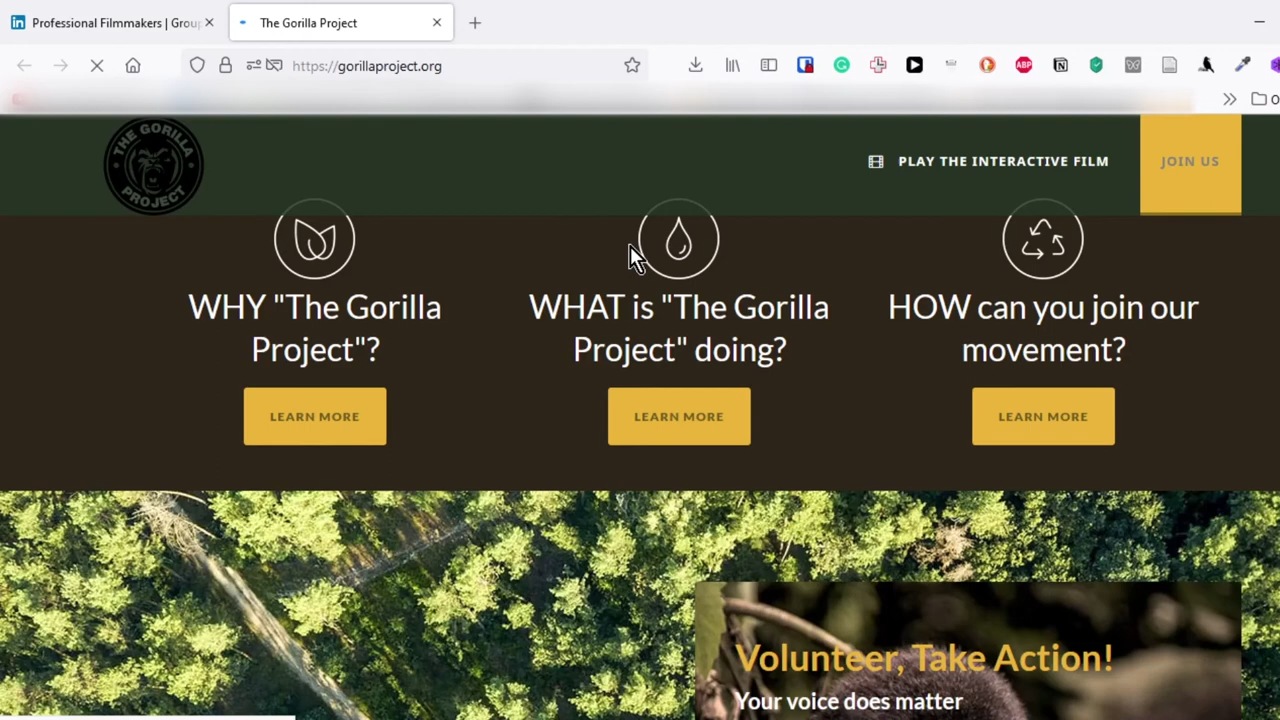 Professional Filmmakers | Group
The Gorilla Project
https://gorillaproject.org
THE GORILLA
PROJECT
PLAY THE INTERACTIVE FILM
JOIN US
WHY "The Gorilla
Project"?
WHAT is "The Gorilla
Project" doing?
HOW can you join our
movement?
LEARN MORE
LEARN MORE
LEARN MORE
Volunteer, Take Action!
Your voice does matter